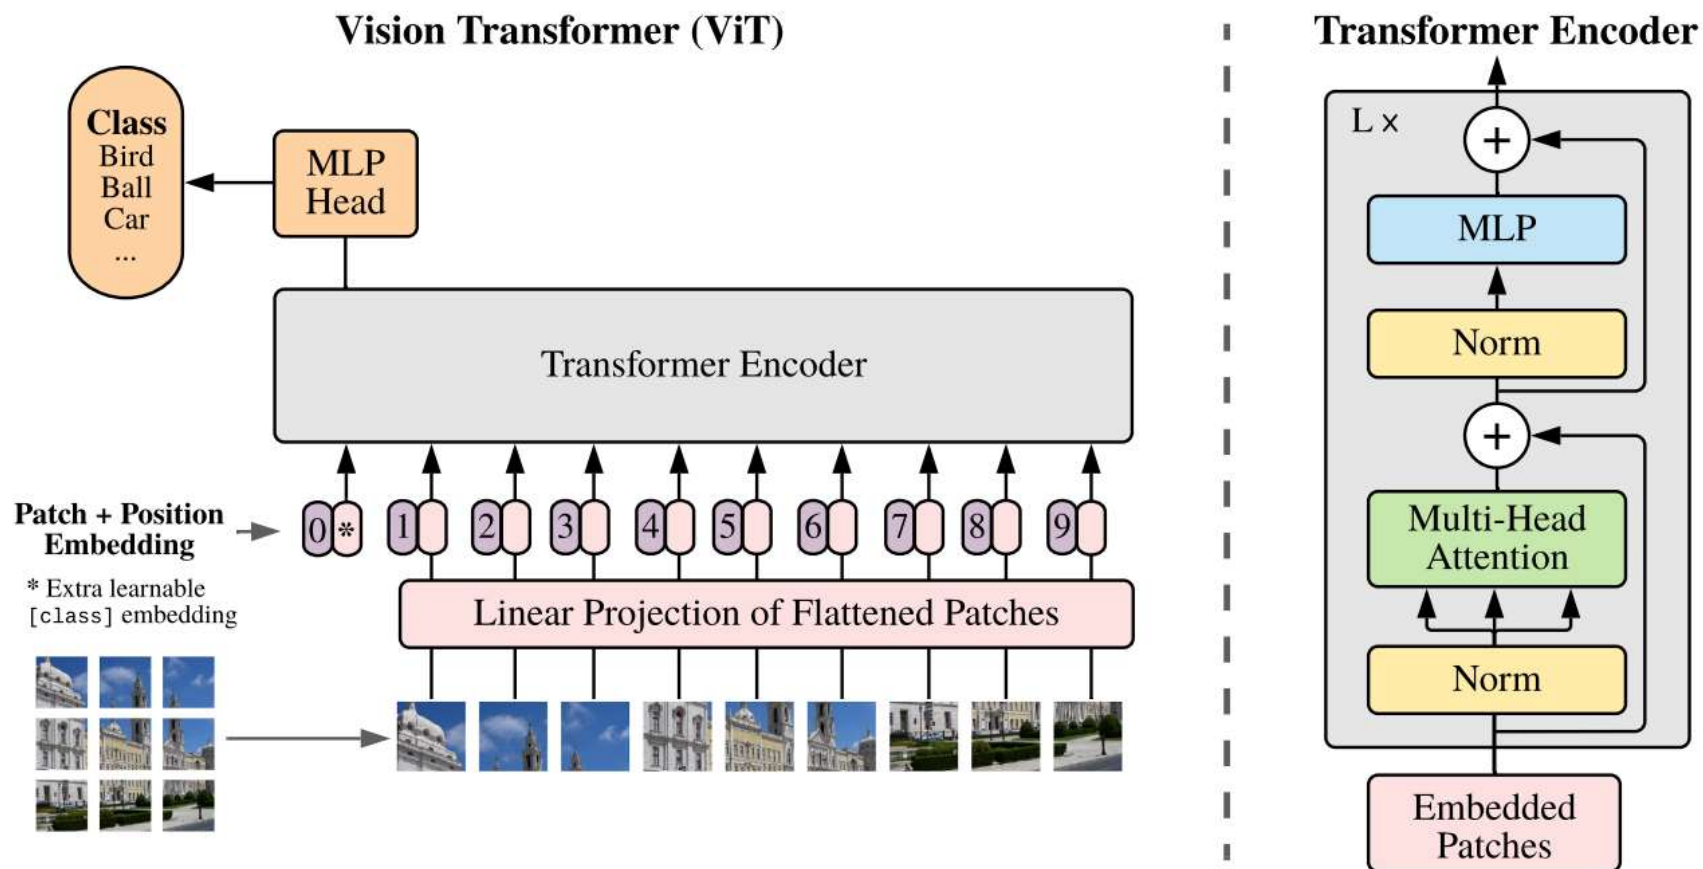 Vision Transformer (ViT)
Class
Bird
Ball
Car
...
MLP
Head
Transformer Encoder
Patch + Position
Embedding
0 * 1 2 3 4 5 6 7 8 9
* Extra learnable
[class] embedding
Linear Projection of Flattened Patches
Transformer Encoder
L ×
+
MLP
Norm
+
Multi-Head
Attention
Norm
Embedded
Patches